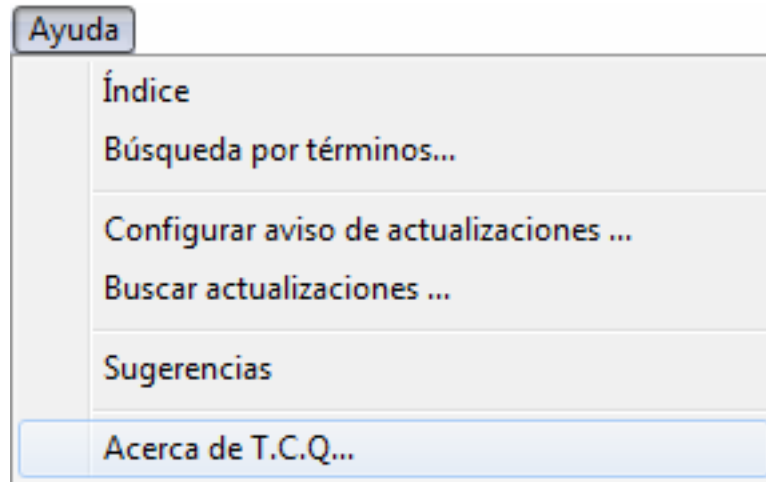 Ayuda
Índice
Búsqueda por términos...
Configurar aviso de actualizaciones ...
Buscar actualizaciones ...
Sugerencias
Acerca de T.C.Q...